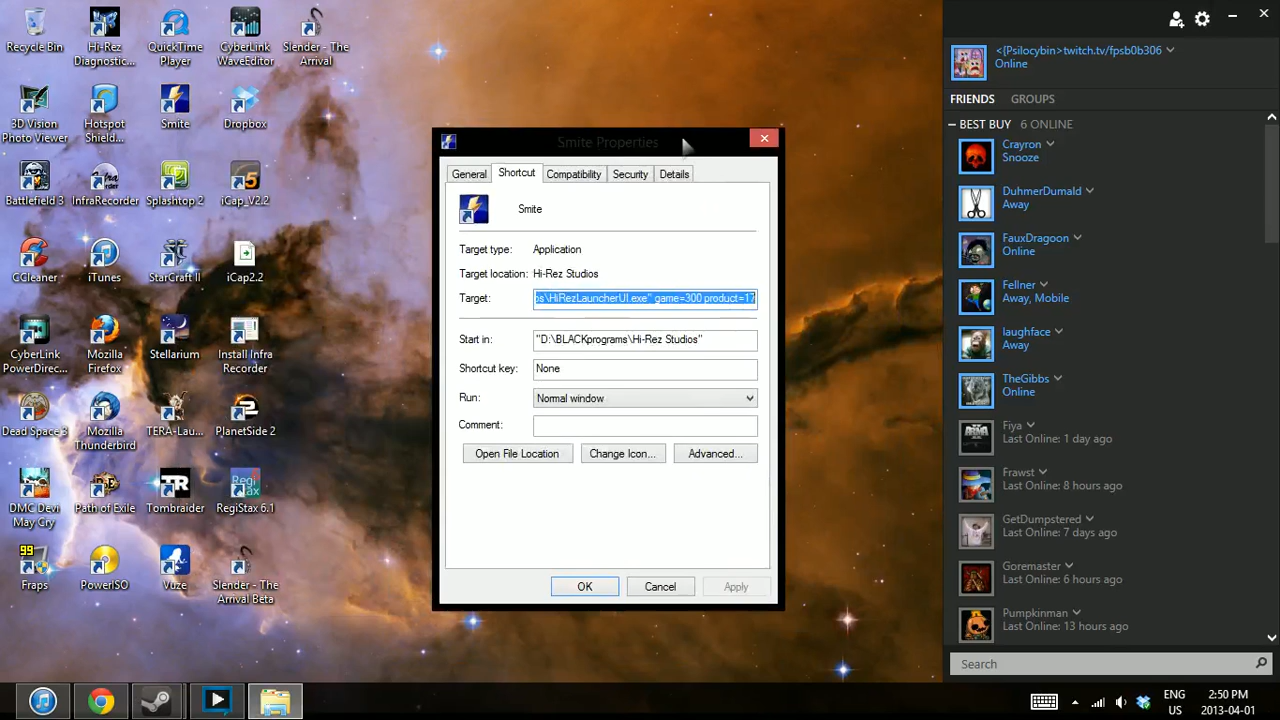 Recycle Bin
Hi-Rez
Diagnostic...
QuickTime
Player
CyberLink
WaveEditor
Slender - The
Arrival
3D Vision
Photo Viewer
Hotspot
Shield...
Smite
Dropbox
Battlefield 3
InfraRecorder
Splashtop 2
iCap_V2.2
CCleaner
iTunes
StarCraft II
iCap2.2
CyberLink
PowerDirec...
Mozilla
Firefox
Stellarium
Install Infra
Recorder
Dead Space 3
Mozilla
Thunderbird
TERA-Lau...
PlanetSide 2
DMC Devi
May Cry
Path of Exile
Tombraider
RegiStax 6.1
99
Fraps
PowerISO
Vuze
Slender - The
Arrival Beta
TR
Regi
Stax
Smite Properties
General
Shortcut
Compatibility
Security
Details
Smite
Target type: Application
Target location: Hi-Rez Studios
Target: os\HiRezLauncherUI.exe" game=300 product=17
Start in: "D:\BLACKprograms\Hi-Rez Studios"
Shortcut key: None
Run: Normal window
Comment:
Open File Location
Change Icon...
Advanced...
OK
Cancel
Apply
<{Psilocybin>twitch.tv/fpsb0b306
Online
FRIENDS GROUPS
BEST BUY 6 ONLINE
Crayron
Snooze
DuhmerDumald
Away
FauxDragoon
Online
Fellner
Away, Mobile
laughface
Away
TheGibbs
Online
Fiya
Last Online: 1 day ago
Frawst
Last Online: 8 hours ago
GetDumpstered
Last Online: 7 days ago
Goremaster
Last Online: 6 hours ago
Pumpkinman
Last Online: 13 hours ago
Search
ENG
US
2:50 PM
2013-04-01